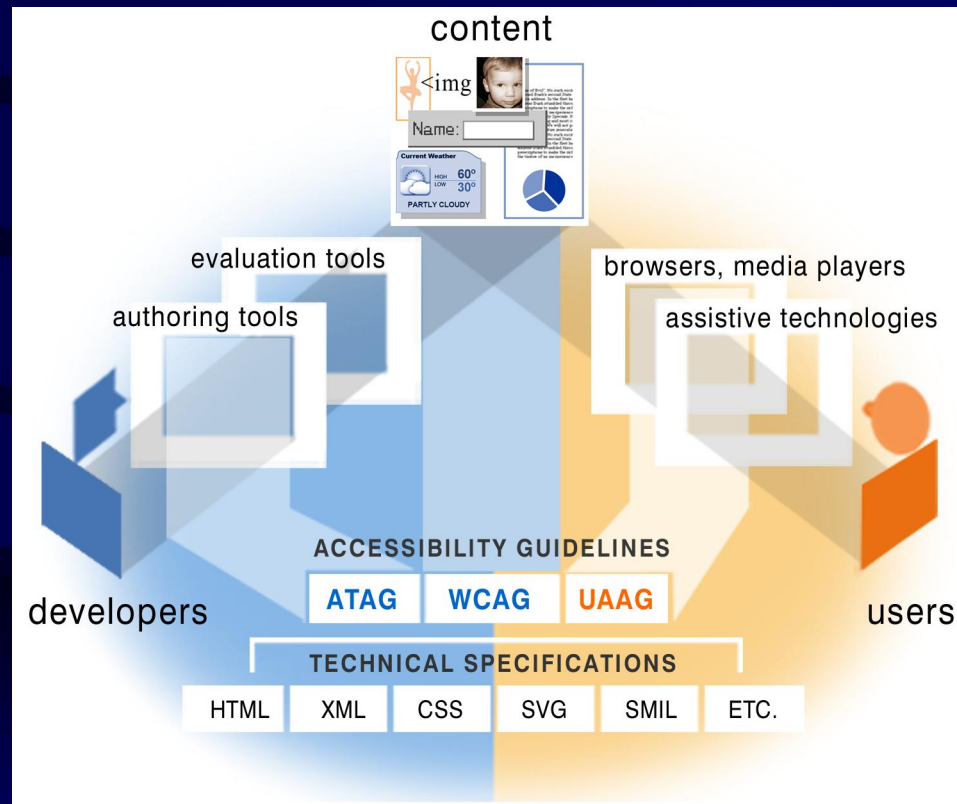 content
<img
Name:
Current Weather
HIGH 60°
LOW 30°
PARTLY CLOUDY
evaluation tools
authoring tools
browsers, media players
assistive technologies
developers
users
ACCESSIBILITY GUIDELINES
ATAG WCAG UAAG
TECHNICAL SPECIFICATIONS
HTML XML CSS SVG SMIL ETC.